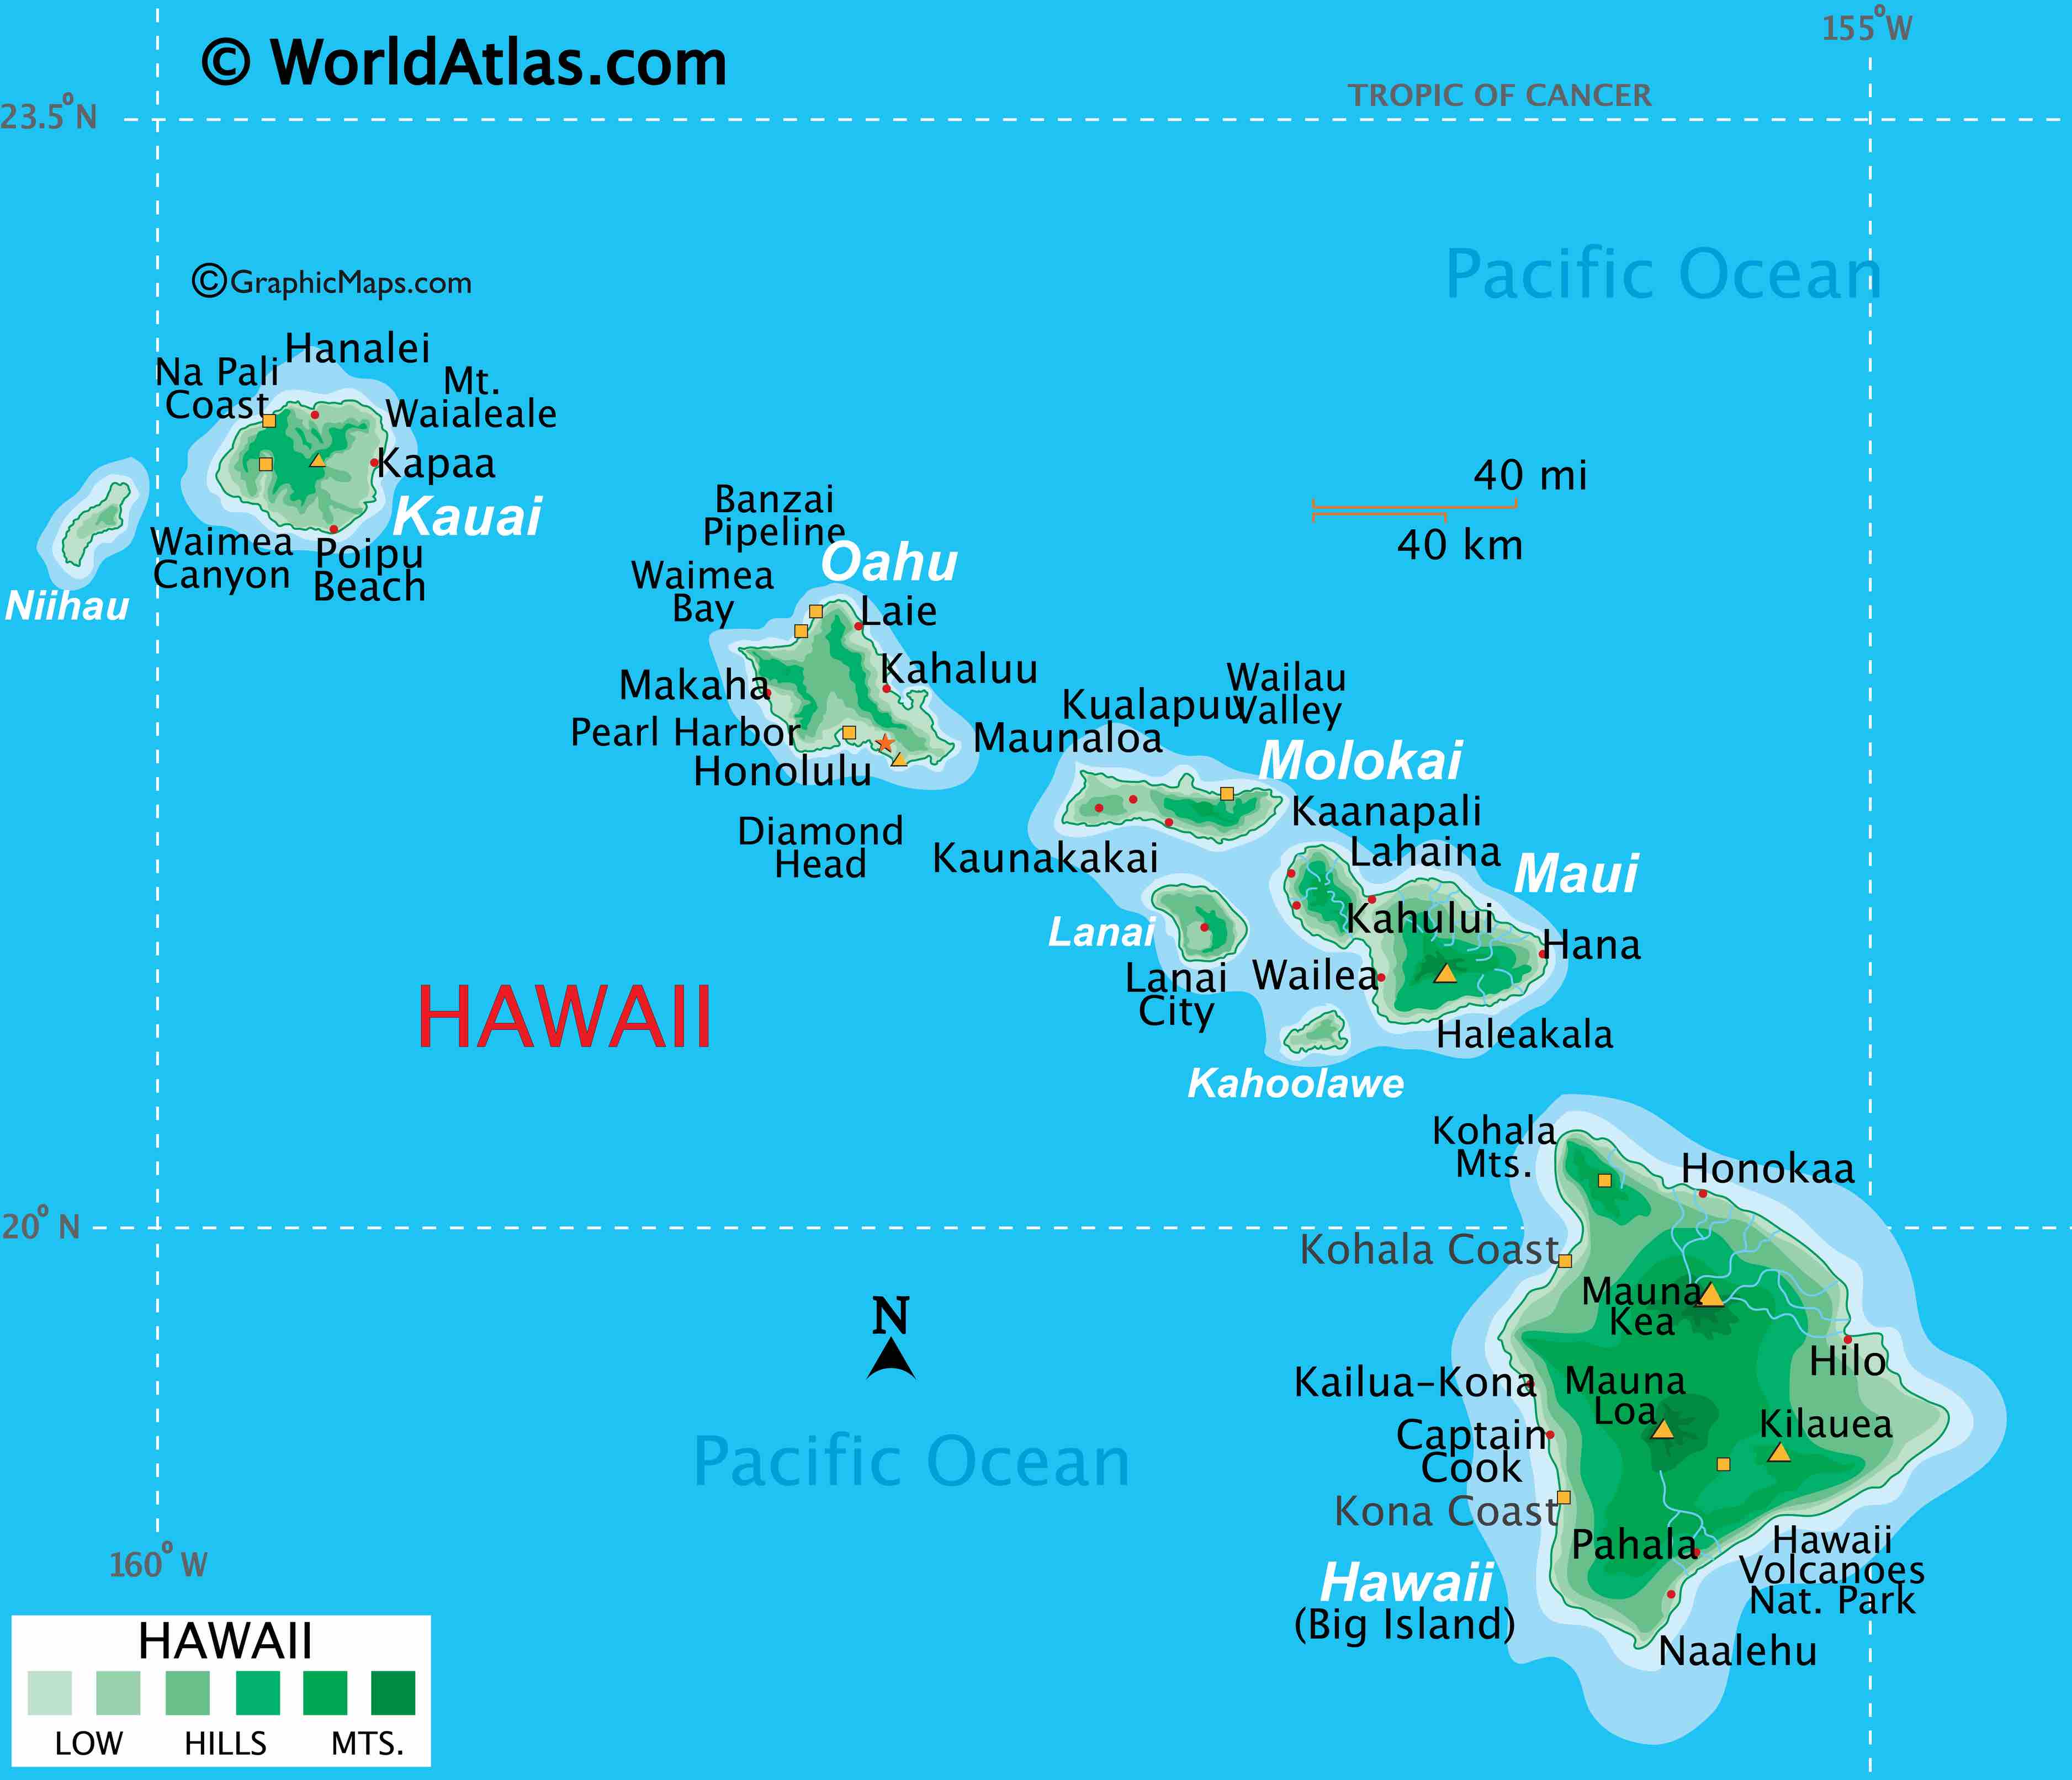 155°W
© WorldAtlas.com
TROPIC OF CANCER
23.5°N
Pacific Ocean
©GraphicMaps.com
Hanalei
Na Pali
Coast
Mt.
Waialeale
Kapaa
Kauai
Waimea
Canyon
Poipu
Beach
Niihau
40 mi
40 km
Banzai
Pipeline
Oahu
Waimea
Bay
Laie
Kahaluu
Makaha
Pearl Harbor
Honolulu
Diamond
Head
Wailau
Valley
Kualapuu
Maunaloa
Molokai
Kaunakakai
Kaanapali
Lahaina
Maui
Kahului
Hana
Lanai
Lanai
City
Wailea
Haleakala
Kahoolawe
HAWAII
Kohala
Mts.
Honokaa
20° N
Kohala Coast
Mauna
Kea
N
Hilo
Kailua-Kona
Mauna
Loa
Kilauea
Captain
Cook
Kona Coast
Pacific Ocean
Pahala
Hawaii
Volcanoes
Nat. Park
Hawaii
(Big Island)
Naalehu
160° W
HAWAII
LOW HILLS MTS.